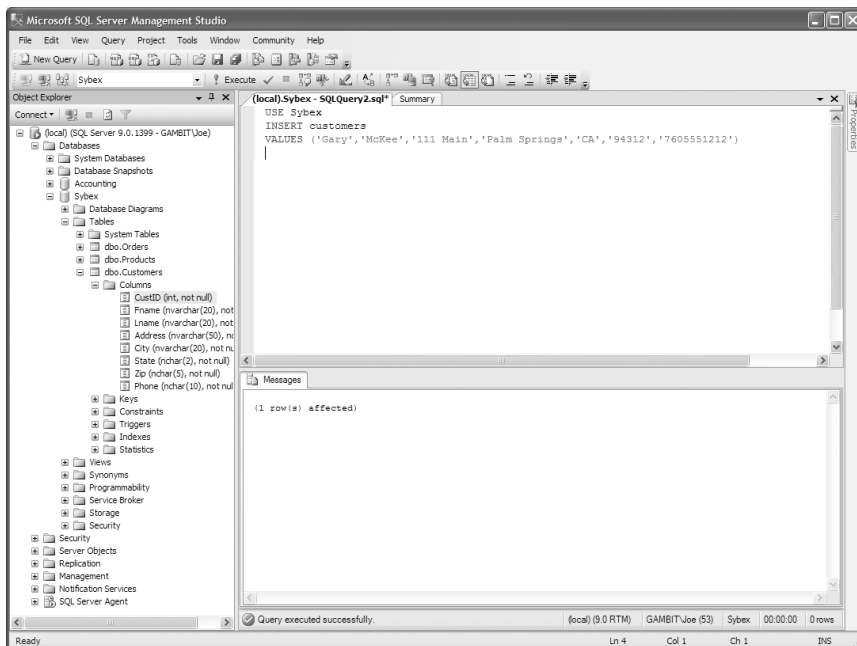 Microsoft SQL Server Management Studio
File Edit View Query Project Tools Window Community Help
New Query
Sybex Execute
Object Explorer
(local).Sybex - SQLQuery2.sql* Summary
Connect
Properties
(local) (SQL Server 9.0.1399 - GAMBIT\Joe)
Databases
System Databases
Database Snapshots
Accounting
Sybex
Database Diagrams
Tables
System Tables
dbo.Orders
dbo.Products
dbo.Customers
Columns
CustID (int, not null)
Fname (nvarchar(20), not
Lname (nvarchar(20), not
Address (nvarchar(50), n
City (nvarchar(20), not nu
State (nchar(2), not null)
Zip (nchar(5), not null)
Phone (nchar(10), not nul
Keys
Constraints
Triggers
Indexes
Statistics
Views
Synonyms
Programmability
Service Broker
Storage
Security
Security
Server Objects
Replication
Management
Notification Services
SQL Server Agent
USE Sybex
INSERT customers
VALUES ('Gary','McKee','111 Main','Palm Springs','CA','94312','7605551212')
Messages
(1 row(s) affected)
Query executed successfully. (local) (9.0 RTM) GAMBIT\Joe (53) Sybex 00:00:00 0 rows
Ready Ln 4 Col 1 Ch 1 INS